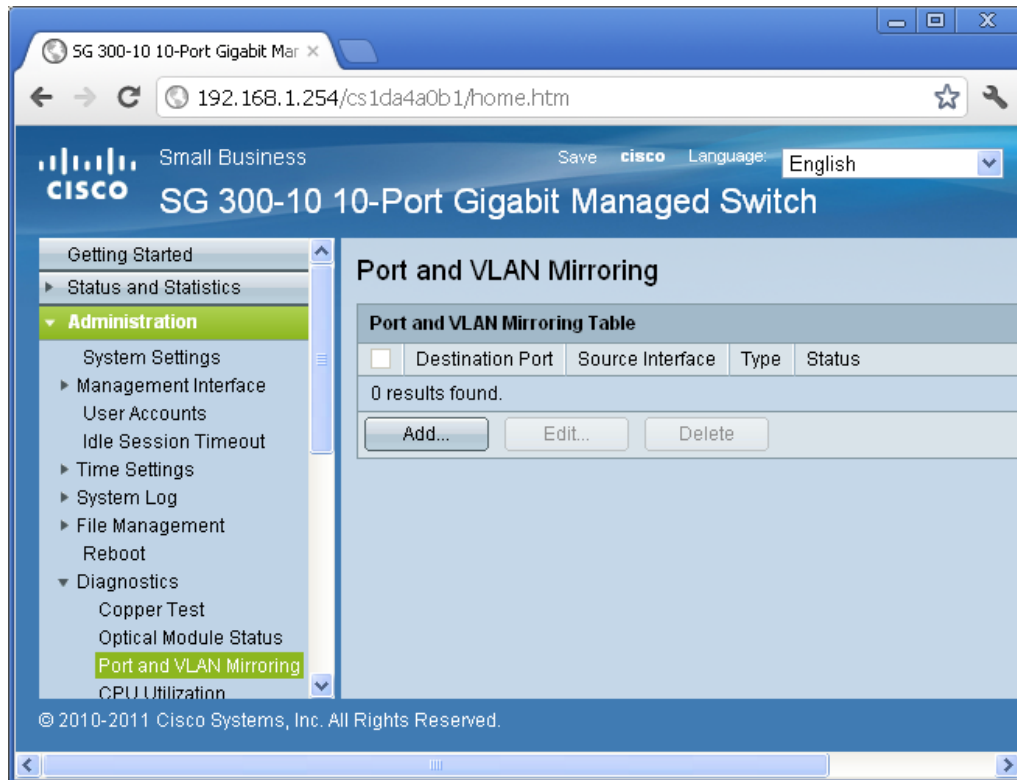 SG 300-10 10-Port Gigabit Mar
192.168.1.254/cs1da4a0b1/home.htm
Small Business
Save cisco Language: English
CISCO
SG 300-10 10-Port Gigabit Managed Switch
Getting Started
Status and Statistics
Administration
System Settings
Management Interface
User Accounts
Idle Session Timeout
Time Settings
System Log
File Management
Reboot
Diagnostics
Copper Test
Optical Module Status
Port and VLAN Mirroring
CPU Utilization
Port and VLAN Mirroring
Port and VLAN Mirroring Table
Destination Port Source Interface Type Status
0 results found.
Add... Edit... Delete
© 2010-2011 Cisco Systems, Inc. All Rights Reserved.